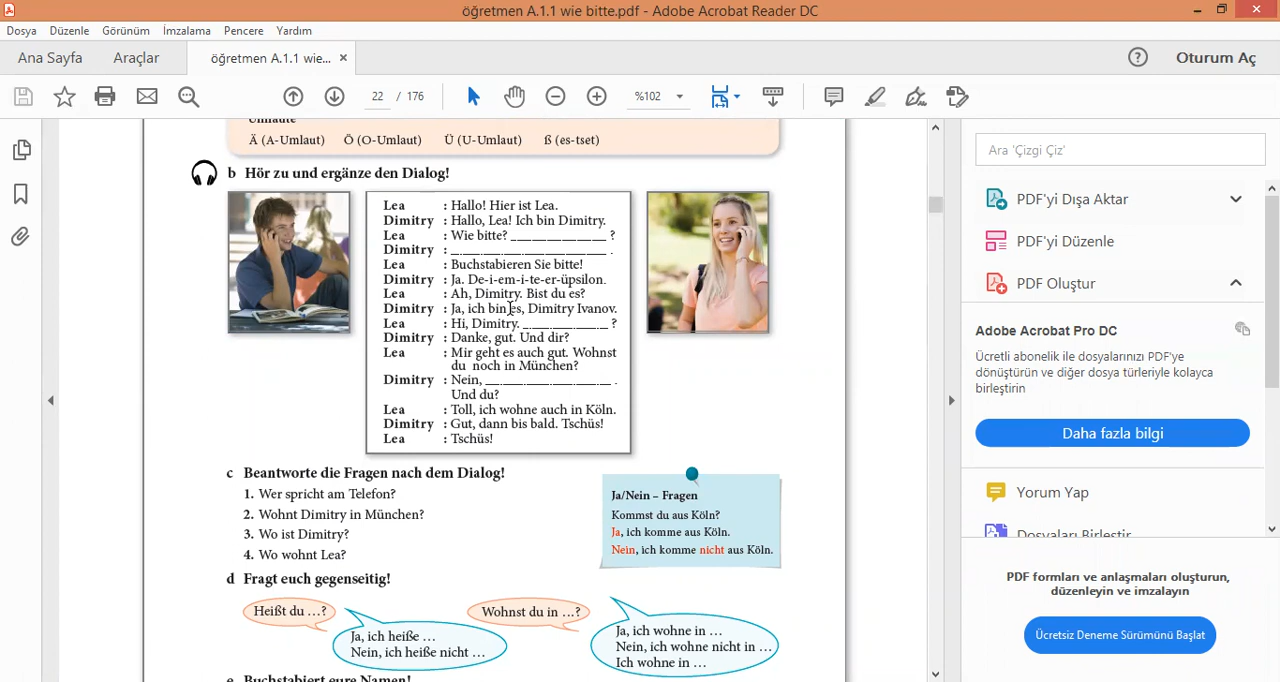 öğretmen A.1.1 wie bitte.pdf - Adobe Acrobat Reader DC
Dosya Düzenle Görünüm İmzalama Pencere Yardım
Ana Sayfa Araçlar öğretmen A.1.1 wie... × Oturum Aç
22 / 176 %102
Umlaute
Ä (A-Umlaut) Ö (O-Umlaut) Ü (U-Umlaut) ß (es-tset)
b Hör zu und ergänze den Dialog!
Lea : Hallo! Hier ist Lea.
Dimitry : Hallo, Lea! Ich bin Dimitry.
Lea : Wie bitte? _______________ ?
Dimitry : _________________________ .
Lea : Buchstabieren Sie bitte!
Dimitry : Ja. De-i-em-i-te-er-üpsilon.
Lea : Ah, Dimitry. Bist du es?
Dimitry : Ja, ich bin es, Dimitry Ivanov.
Lea : Hi, Dimitry. ______________ ?
Dimitry : Danke, gut. Und dir?
Lea : Mir geht es auch gut. Wohnst
du noch in München?
Dimitry : Nein, ____________________ .
Und du?
Lea : Toll, ich wohne auch in Köln.
Dimitry : Gut, dann bis bald. Tschüs!
Lea : Tschüs!
c Beantworte die Fragen nach dem Dialog!
1. Wer spricht am Telefon?
2. Wohnt Dimitry in München?
3. Wo ist Dimitry?
4. Wo wohnt Lea?
Ja/Nein – Fragen
Kommst du aus Köln?
Ja, ich komme aus Köln.
Nein, ich komme nicht aus Köln.
d Fragt euch gegenseitig!
Heißt du ...?
Ja, ich heiße ...
Nein, ich heiße nicht ...
Wohnst du in ...?
Ja, ich wohne in ...
Nein, ich wohne nicht in ...
Ich wohne in ...
e Buchstabiert eure Namen!
Ara 'Çizgi Çiz'
PDF'yi Dışa Aktar
PDF'yi Düzenle
PDF Oluştur
Adobe Acrobat Pro DC
Ücretli abonelik ile dosyalarınızı PDF'ye
dönüştürün ve diğer dosya türleriyle kolayca
birleştirin
Daha fazla bilgi
Yorum Yap
Dosyaları Birleştir
PDF formları ve anlaşmaları oluşturun,
düzenleyin ve imzalayın
Ücretsiz Deneme Sürümünü Başlat